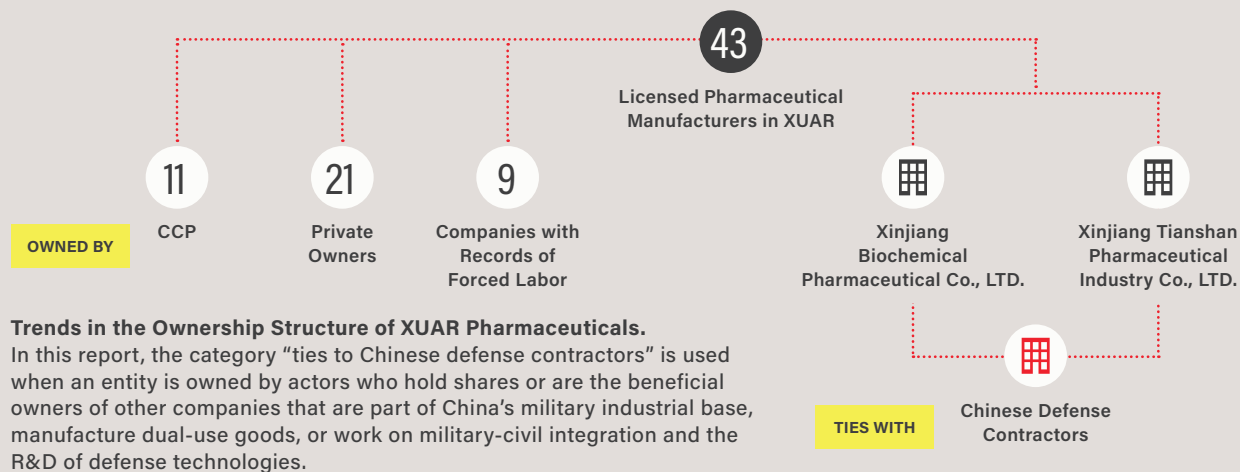 43
Licensed Pharmaceutical
Manufacturers in XUAR
OWNED BY
11
CCP
21
Private
Owners
9
Companies with
Records of
Forced Labor
Xinjiang
Biochemical
Pharmaceutical Co., LTD.
Xinjiang Tianshan
Pharmaceutical
Industry Co., LTD.
TIES WITH
Chinese Defense
Contractors
Trends in the Ownership Structure of XUAR Pharmaceuticals.
In this report, the category “ties to Chinese defense contractors” is used
when an entity is owned by actors who hold shares or are the beneficial
owners of other companies that are part of China’s military industrial base,
manufacture dual-use goods, or work on military-civil integration and the
R&D of defense technologies.